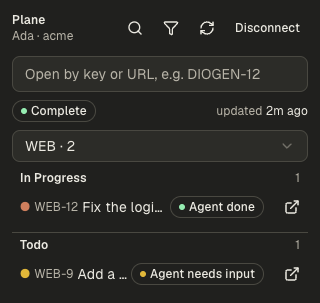 Plane
Ada · acme
Disconnect
Open by key or URL, e.g. DIOGEN-12
Complete
updated 2m ago
WEB · 2
In Progress 1
WEB-12 Fix the logi… Agent done
Todo 1
WEB-9 Add a … Agent needs input